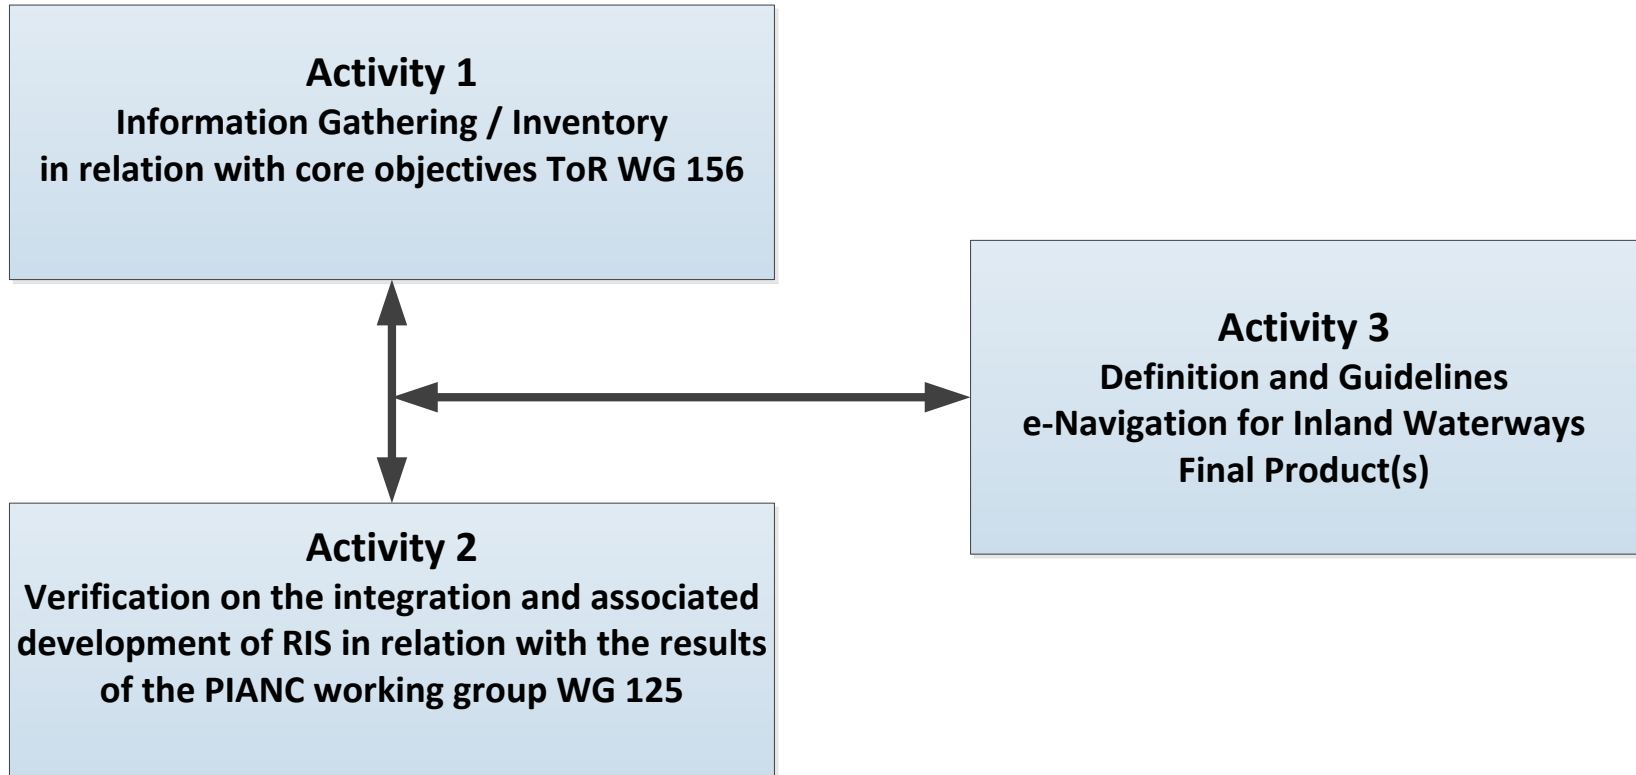 Activity 1
Information Gathering / Inventory
in relation with core objectives ToR WG 156
Activity 3
Definition and Guidelines
e-Navigation for Inland Waterways
Final Product(s)
Activity 2
Verification on the integration and associated
development of RIS in relation with the results
of the PIANC working group WG 125